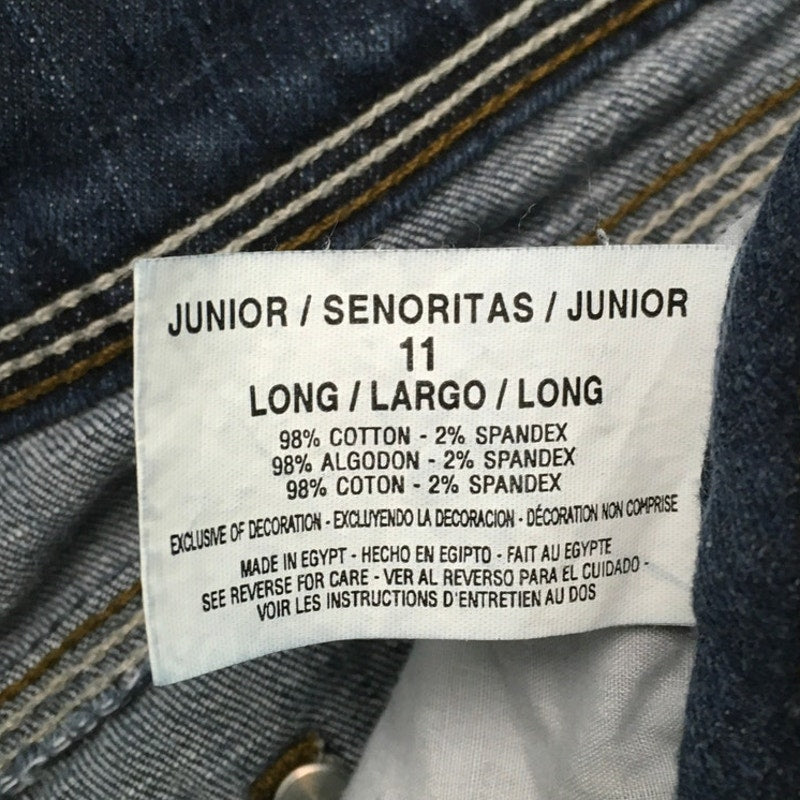 JUNIOR / SENORITAS / JUNIOR
11
LONG / LARGO / LONG
98% COTTON - 2% SPANDEX
98% ALGODON - 2% SPANDEX
98% COTON - 2% SPANDEX
EXCLUSIVE OF DECORATION - EXCLUYENDO LA DECORACION - DÉCORATION NON COMPRISE
MADE IN EGYPT - HECHO EN EGIPTO - FAIT AU EGYPTE
SEE REVERSE FOR CARE - VER AL REVERSO PARA EL CUIDADO -
VOIR LES INSTRUCTIONS D'ENTRETIEN AU DOS